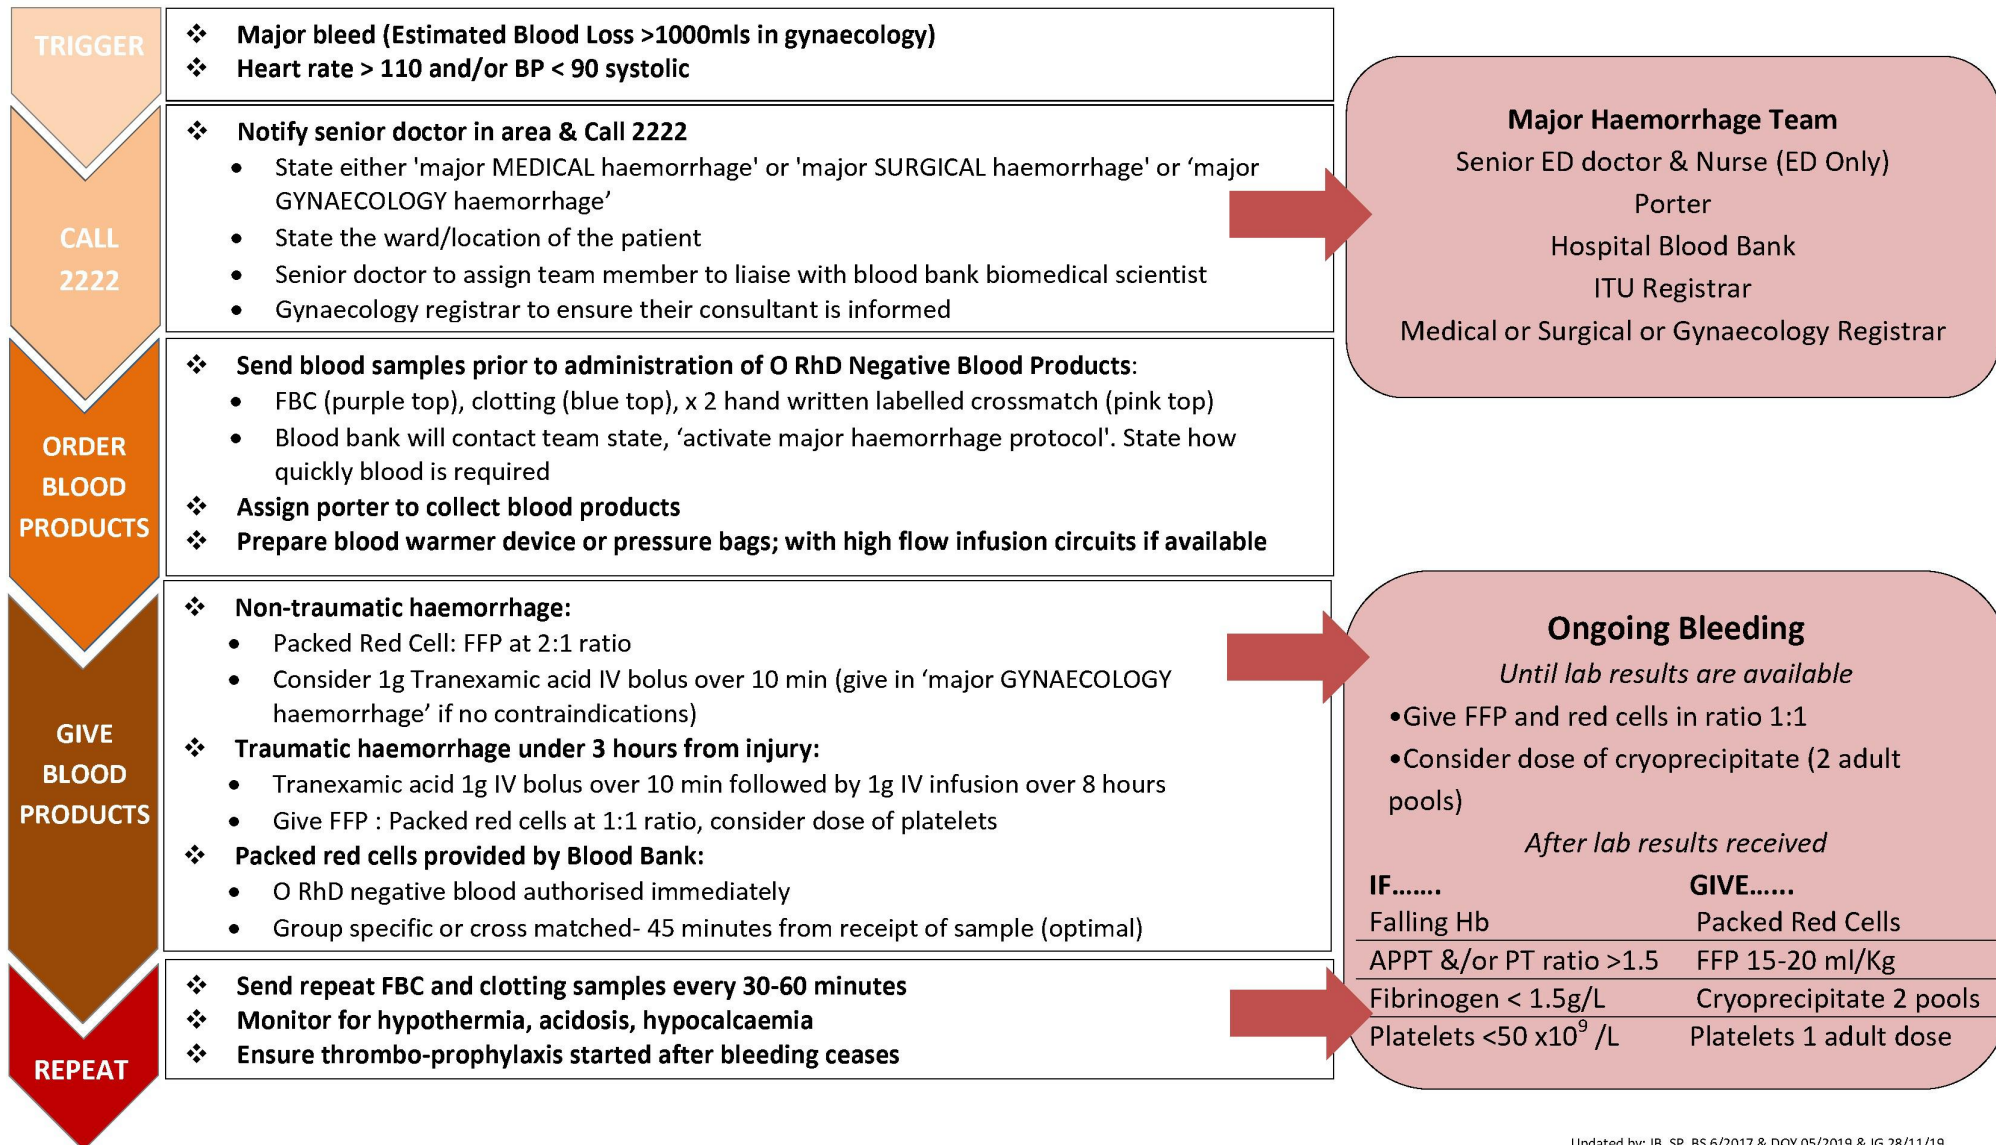 TRIGGER
❖ Major bleed (Estimated Blood Loss >1000mls in gynaecology)
❖ Heart rate > 110 and/or BP < 90 systolic
CALL
2222
❖ Notify senior doctor in area & Call 2222
• State either 'major MEDICAL haemorrhage' or 'major SURGICAL haemorrhage' or ‘major
GYNAECOLOGY haemorrhage’
• State the ward/location of the patient
• Senior doctor to assign team member to liaise with blood bank biomedical scientist
• Gynaecology registrar to ensure their consultant is informed
Major Haemorrhage Team
Senior ED doctor & Nurse (ED Only)
Porter
Hospital Blood Bank
ITU Registrar
Medical or Surgical or Gynaecology Registrar
ORDER
BLOOD
PRODUCTS
❖ Send blood samples prior to administration of O RhD Negative Blood Products:
• FBC (purple top), clotting (blue top), x 2 hand written labelled crossmatch (pink top)
• Blood bank will contact team state, ‘activate major haemorrhage protocol'. State how
quickly blood is required
❖ Assign porter to collect blood products
❖ Prepare blood warmer device or pressure bags; with high flow infusion circuits if available
GIVE
BLOOD
PRODUCTS
❖ Non-traumatic haemorrhage:
• Packed Red Cell: FFP at 2:1 ratio
• Consider 1g Tranexamic acid IV bolus over 10 min (give in ‘major GYNAECOLOGY
haemorrhage’ if no contraindications)
❖ Traumatic haemorrhage under 3 hours from injury:
• Tranexamic acid 1g IV bolus over 10 min followed by 1g IV infusion over 8 hours
• Give FFP : Packed red cells at 1:1 ratio, consider dose of platelets
❖ Packed red cells provided by Blood Bank:
• O RhD negative blood authorised immediately
• Group specific or cross matched- 45 minutes from receipt of sample (optimal)
Ongoing Bleeding
Until lab results are available
•Give FFP and red cells in ratio 1:1
•Consider dose of cryoprecipitate (2 adult
pools)
After lab results received
IF....... GIVE......
Falling Hb Packed Red Cells
APPT &/or PT ratio >1.5 FFP 15-20 ml/Kg
Fibrinogen < 1.5g/L Cryoprecipitate 2 pools
Platelets <50 x10⁹ /L Platelets 1 adult dose
REPEAT
❖ Send repeat FBC and clotting samples every 30-60 minutes
❖ Monitor for hypothermia, acidosis, hypocalcaemia
❖ Ensure thrombo-prophylaxis started after bleeding ceases
Updated by: JB, SP, BS 6/2017 & DOY 05/2019 & JG 28/11/19